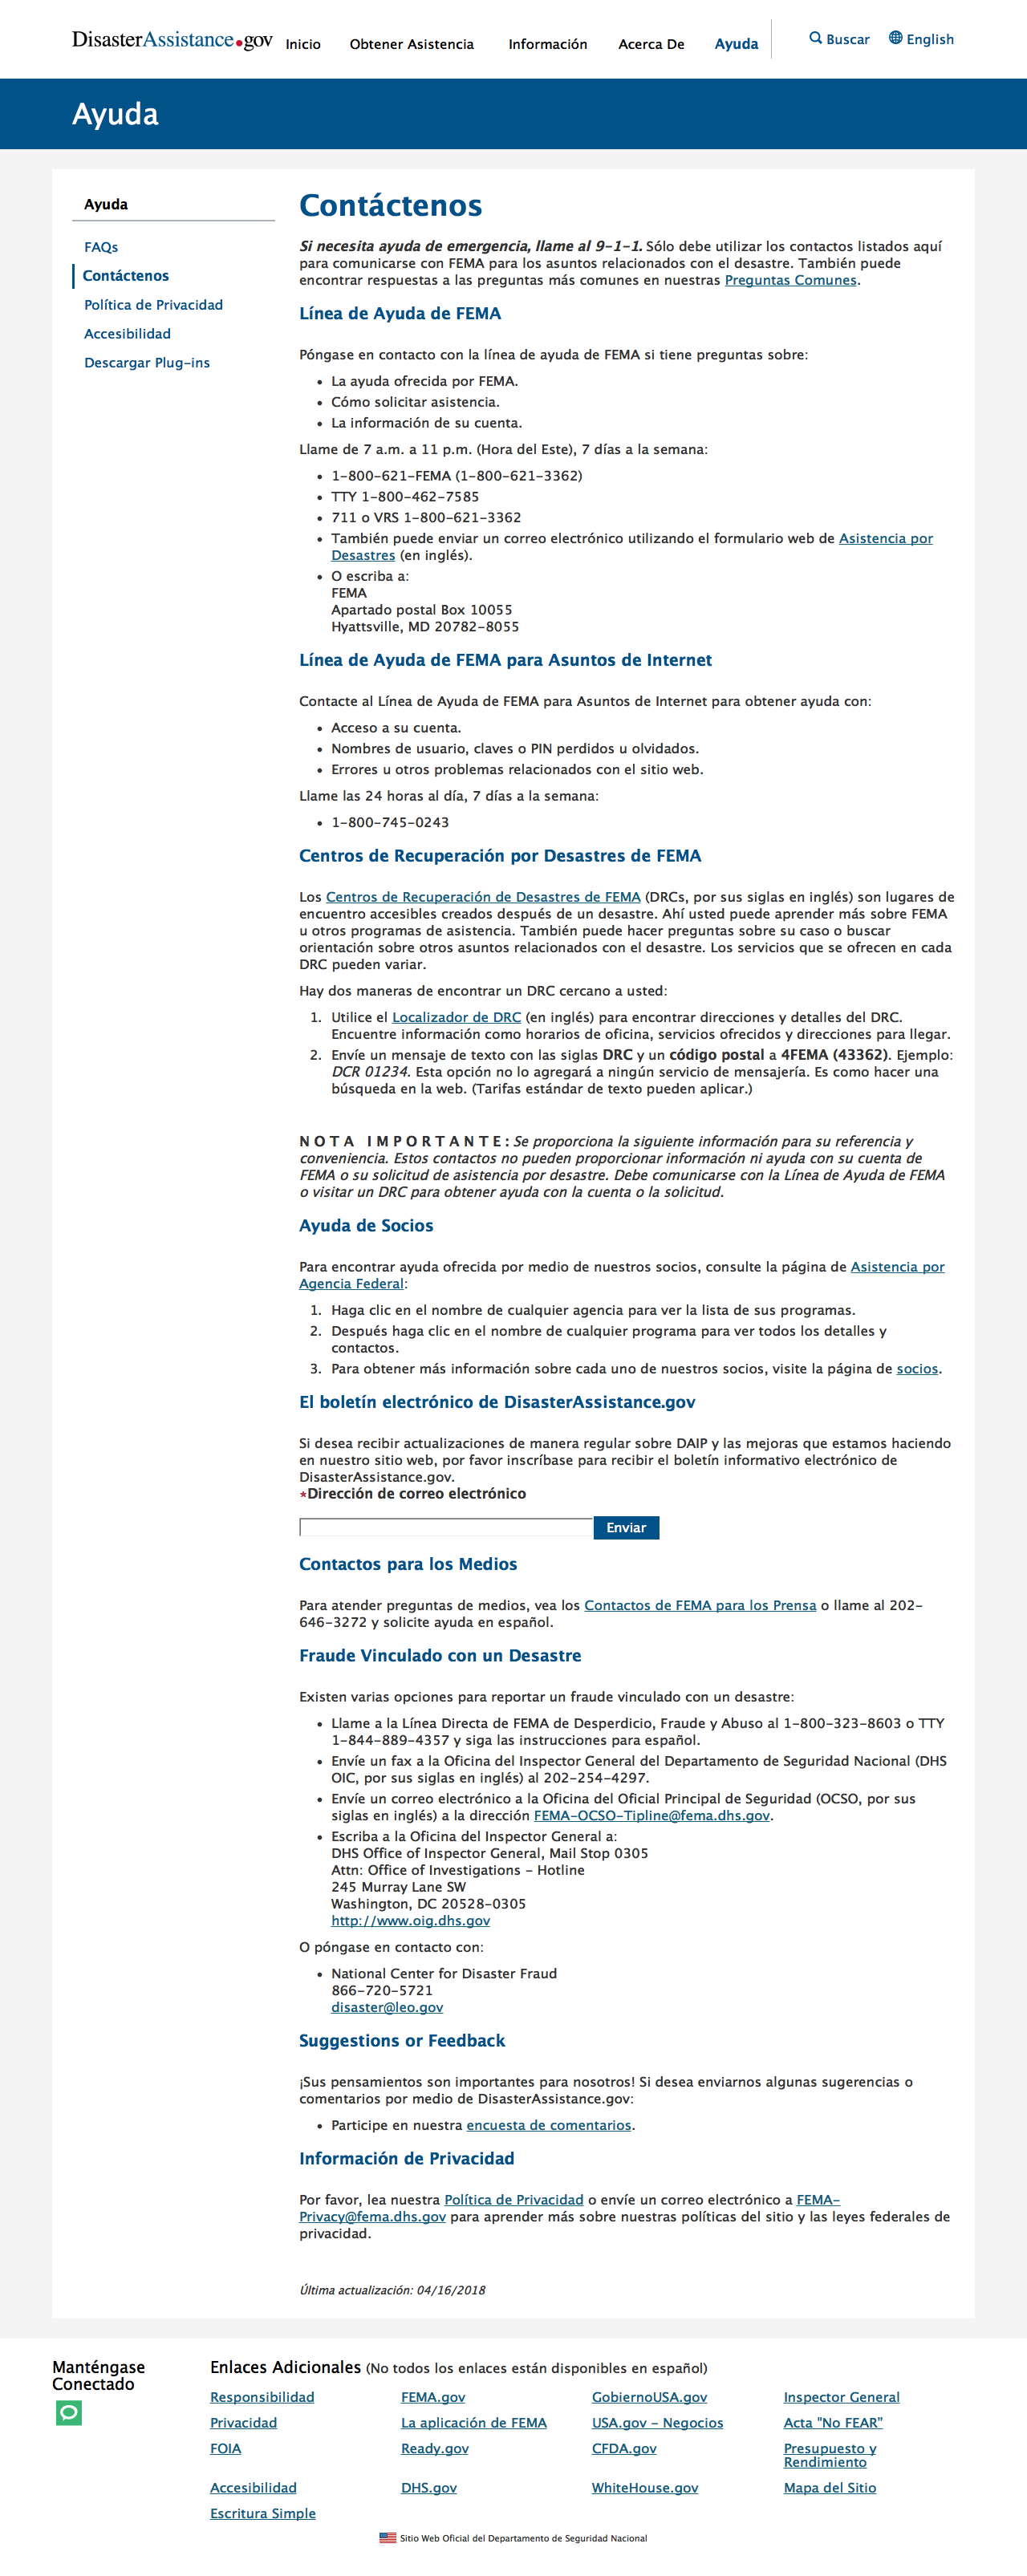 DisasterAssistance.gov
Inicio
Obtener Asistencia
Información
Acerca De
Ayuda
Buscar
English
Ayuda
Ayuda
FAQs
Contáctenos
Política de Privacidad
Accesibilidad
Descargar Plug-ins
Contáctenos
Si necesita ayuda de emergencia, llame al 9-1-1. Sólo debe utilizar los contactos listados aquí
para comunicarse con FEMA para los asuntos relacionados con el desastre. También puede
encontrar respuestas a las preguntas más comunes en nuestras Preguntas Comunes.
Línea de Ayuda de FEMA
Póngase en contacto con la línea de ayuda de FEMA si tiene preguntas sobre:
• La ayuda ofrecida por FEMA.
• Cómo solicitar asistencia.
• La información de su cuenta.
Llame de 7 a.m. a 11 p.m. (Hora del Este), 7 días a la semana:
• 1-800-621-FEMA (1-800-621-3362)
• TTY 1-800-462-7585
• 711 o VRS 1-800-621-3362
• También puede enviar un correo electrónico utilizando el formulario web de Asistencia por
Desastres (en inglés).
• O escriba a:
FEMA
Apartado postal Box 10055
Hyattsville, MD 20782-8055
Línea de Ayuda de FEMA para Asuntos de Internet
Contacte al Línea de Ayuda de FEMA para Asuntos de Internet para obtener ayuda con:
• Acceso a su cuenta.
• Nombres de usuario, claves o PIN perdidos u olvidados.
• Errores u otros problemas relacionados con el sitio web.
Llame las 24 horas al día, 7 días a la semana:
• 1-800-745-0243
Centros de Recuperación por Desastres de FEMA
Los Centros de Recuperación de Desastres de FEMA (DRCs, por sus siglas en inglés) son lugares de
encuentro accesibles creados después de un desastre. Ahí usted puede aprender más sobre FEMA
u otros programas de asistencia. También puede hacer preguntas sobre su caso o buscar
orientación sobre otros asuntos relacionados con el desastre. Los servicios que se ofrecen en cada
DRC pueden variar.
Hay dos maneras de encontrar un DRC cercano a usted:
1. Utilice el Localizador de DRC (en inglés) para encontrar direcciones y detalles del DRC.
Encuentre información como horarios de oficina, servicios ofrecidos y direcciones para llegar.
2. Envíe un mensaje de texto con las siglas DRC y un código postal a 4FEMA (43362). Ejemplo:
DCR 01234. Esta opción no lo agregará a ningún servicio de mensajería. Es como hacer una
búsqueda en la web. (Tarifas estándar de texto pueden aplicar.)
NOTA IMPORTANTE: Se proporciona la siguiente información para su referencia y
conveniencia. Estos contactos no pueden proporcionar información ni ayuda con su cuenta de
FEMA o su solicitud de asistencia por desastre. Debe comunicarse con la Línea de Ayuda de FEMA
o visitar un DRC para obtener ayuda con la cuenta o la solicitud.
Ayuda de Socios
Para encontrar ayuda ofrecida por medio de nuestros socios, consulte la página de Asistencia por
Agencia Federal:
1. Haga clic en el nombre de cualquier agencia para ver la lista de sus programas.
2. Después haga clic en el nombre de cualquier programa para ver todos los detalles y
contactos.
3. Para obtener más información sobre cada uno de nuestros socios, visite la página de socios.
El boletín electrónico de DisasterAssistance.gov
Si desea recibir actualizaciones de manera regular sobre DAIP y las mejoras que estamos haciendo
en nuestro sitio web, por favor inscríbase para recibir el boletín informativo electrónico de
DisasterAssistance.gov.
*Dirección de correo electrónico
Enviar
Contactos para los Medios
Para atender preguntas de medios, vea los Contactos de FEMA para los Prensa o llame al 202-
646-3272 y solicite ayuda en español.
Fraude Vinculado con un Desastre
Existen varias opciones para reportar un fraude vinculado con un desastre:
• Llame a la Línea Directa de FEMA de Desperdicio, Fraude y Abuso al 1-800-323-8603 o TTY
1-844-889-4357 y siga las instrucciones para español.
• Envíe un fax a la Oficina del Inspector General del Departamento de Seguridad Nacional (DHS
OIC, por sus siglas en inglés) al 202-254-4297.
• Envíe un correo electrónico a la Oficina del Oficial Principal de Seguridad (OCSO, por sus
siglas en inglés) a la dirección FEMA-OCSO-Tipline@fema.dhs.gov.
• Escriba a la Oficina del Inspector General a:
DHS Office of Inspector General, Mail Stop 0305
Attn: Office of Investigations - Hotline
245 Murray Lane SW
Washington, DC 20528-0305
http://www.oig.dhs.gov
O póngase en contacto con:
• National Center for Disaster Fraud
866-720-5721
disaster@leo.gov
Suggestions or Feedback
¡Sus pensamientos son importantes para nosotros! Si desea enviarnos algunas sugerencias o
comentarios por medio de DisasterAssistance.gov:
• Participe en nuestra encuesta de comentarios.
Información de Privacidad
Por favor, lea nuestra Política de Privacidad o envíe un correo electrónico a FEMA-
Privacy@fema.dhs.gov para aprender más sobre nuestras políticas del sitio y las leyes federales de
privacidad.
Última actualización: 04/16/2018
Manténgase
Conectado
Enlaces Adicionales (No todos los enlaces están disponibles en español)
Responsibilidad
FEMA.gov
GobiernoUSA.gov
Inspector General
Privacidad
La aplicación de FEMA
USA.gov - Negocios
Acta "No FEAR"
FOIA
Ready.gov
CFDA.gov
Presupuesto y
Rendimiento
Accesibilidad
DHS.gov
WhiteHouse.gov
Mapa del Sitio
Escritura Simple
Sitio Web Oficial del Departamento de Seguridad Nacional